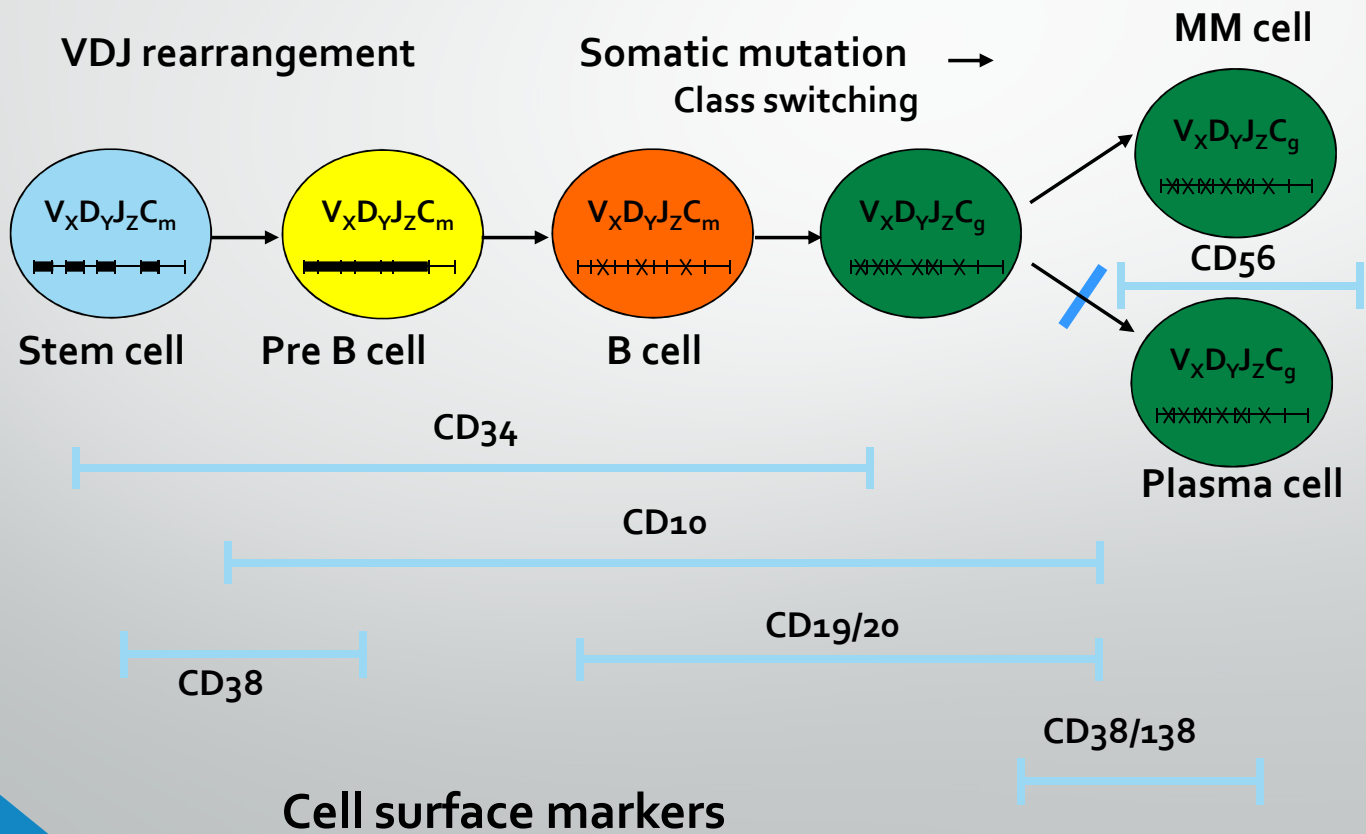 MM cell
VDJ rearrangement
Somatic mutation
Class switching
VXDYJZCm
VXDYJZCm
VXDYJZCm
VXDYJZCg
VXDYJZCg
Stem cell
Pre B cell
B cell
CD56
VXDYJZCg
Plasma cell
CD34
CD10
CD19/20
CD38
CD38/138
Cell surface markers